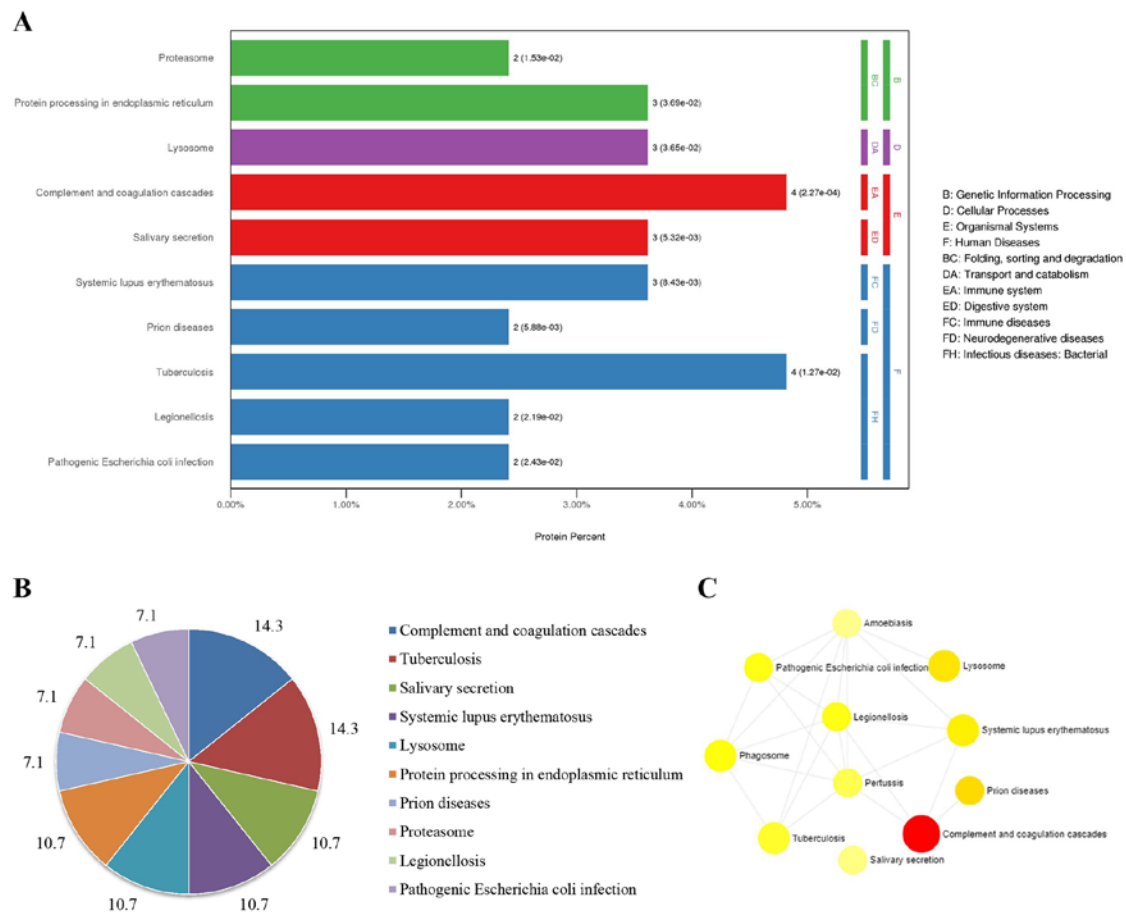 A
Proteasome
2 (1.53e-02)
Protein processing in endoplasmic reticulum
3 (3.69e-02)
Lysosome
3 (3.65e-02)
Complement and coagulation cascades
4 (2.27e-04)
Salivary secretion
3 (5.32e-03)
Systemic lupus erythematosus
3 (8.43e-03)
Prion diseases
2 (5.88e-03)
Tuberculosis
4 (1.27e-02)
Legionellosis
2 (2.19e-02)
Pathogenic Escherichia coli infection
2 (2.43e-02)
BC
B
DA
D
EA
E
ED
FC
FD
F
FH
0.00%
1.00%
2.00%
3.00%
4.00%
5.00%
Protein Percent
B: Genetic Information Processing
D: Cellular Processes
E: Organismal Systems
F: Human Diseases
BC: Folding, sorting and degradation
DA: Transport and catabolism
EA: Immune system
ED: Digestive system
FC: Immune diseases
FD: Neurodegenerative diseases
FH: Infectious diseases: Bacterial
B
14.3
14.3
10.7
10.7
10.7
10.7
7.1
7.1
7.1
7.1
Complement and coagulation cascades
Tuberculosis
Salivary secretion
Systemic lupus erythematosus
Lysosome
Protein processing in endoplasmic reticulum
Prion diseases
Proteasome
Legionellosis
Pathogenic Escherichia coli infection
C
Amoebiasis
Pathogenic Escherichia coli infection
Lysosome
Legionellosis
Systemic lupus erythematosus
Phagosome
Pertussis
Prion diseases
Tuberculosis
Complement and coagulation cascades
Salivary secretion